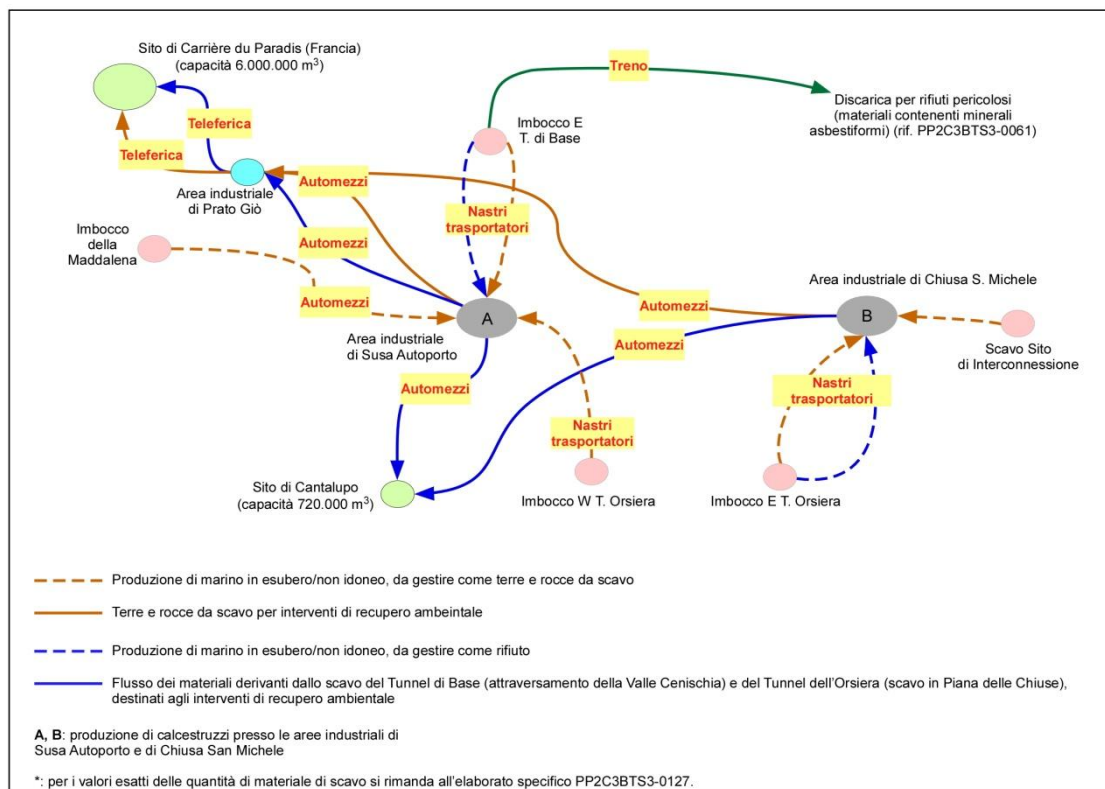 Sito di Carrière du Paradis (Francia)
(capacità 6.000.000 m³)
Treno
Discarica per rifiuti pericolosi
(materiali contenenti minerali
asbestiformi) (rif. PP2C3BTS3-0061)
Teleferica
Teleferica
Imbocco E
T. di Base
Area industriale
di Prato Giò
Automezzi
Nastri
trasportatori
Imbocco
della
Maddalena
Automezzi
Automezzi
Area industriale di Chiusa S. Michele
Automezzi
A
B
Area industriale
di Susa Autoporto
Automezzi
Scavo Sito
di Interconnessione
Automezzi
Nastri
trasportatori
Nastri
trasportatori
Sito di Cantalupo
(capacità 720.000 m³)
Imbocco W T. Orsiera
Imbocco E T. Orsiera
Produzione di marino in esubero/non idoneo, da gestire come terre e rocce da scavo
Terre e rocce da scavo per interventi di recupero ambeintale
Produzione di marino in esubero/non idoneo, da gestire come rifiuto
Flusso dei materiali derivanti dallo scavo del Tunnel di Base (attraversamento della Valle Cenischia) e del Tunnel dell'Orsiera (scavo in Piana delle Chiuse),
destinati agli interventi di recupero ambientale
A, B: produzione di calcestruzzi presso le aree industriali di
Susa Autoporto e di Chiusa San Michele
*: per i valori esatti delle quantità di materiale di scavo si rimanda all'elaborato specifico PP2C3BTS3-0127.